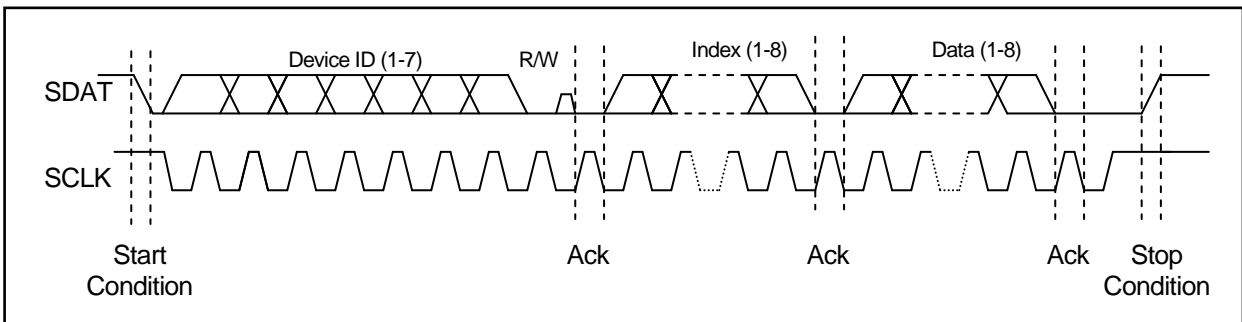 Device ID (1-7)
R/W
Index (1-8)
Data (1-8)
SDAT
SCLK
Start
Condition
Ack
Ack
Ack
Stop
Condition